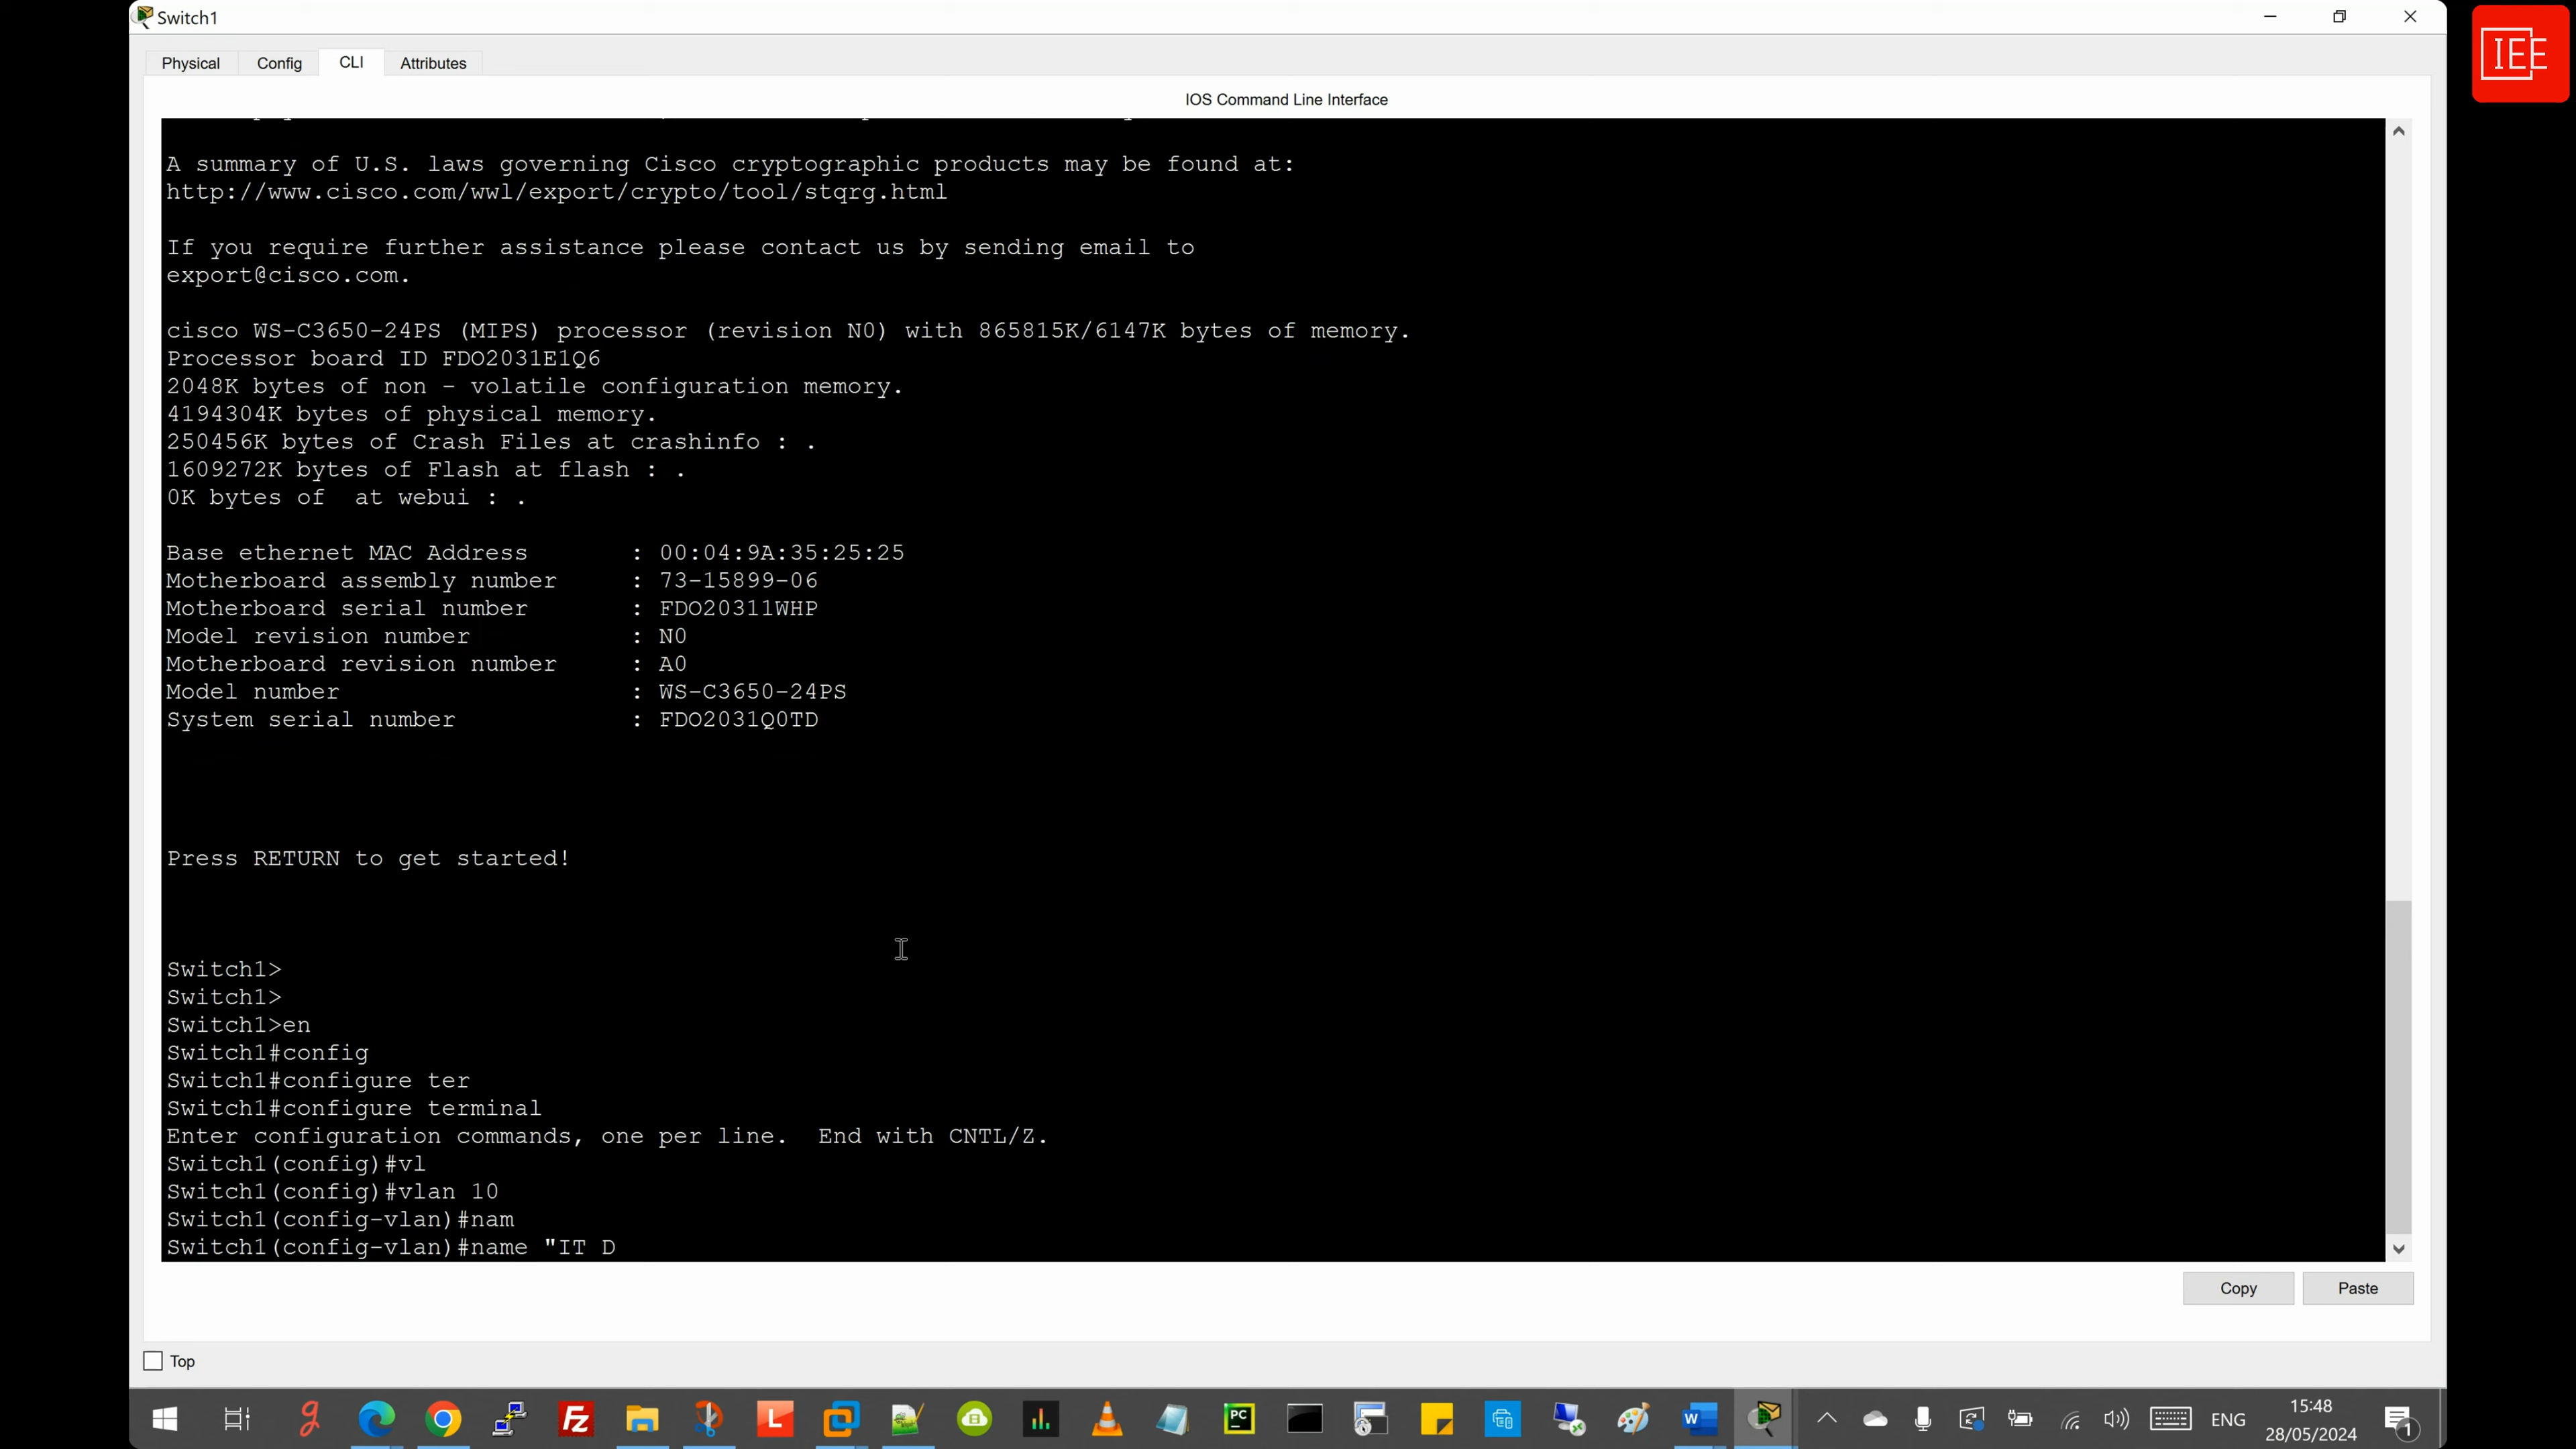 Switch1
IEE
Physical Config CLI Attributes
IOS Command Line Interface
A summary of U.S. laws governing Cisco cryptographic products may be found at:
http://www.cisco.com/wwl/export/crypto/tool/stqrg.html
If you require further assistance please contact us by sending email to
export@cisco.com.
cisco WS-C3650-24PS (MIPS) processor (revision N0) with 865815K/6147K bytes of memory.
Processor board ID FDO2031E1Q6
2048K bytes of non - volatile configuration memory.
4194304K bytes of physical memory.
250456K bytes of Crash Files at crashinfo : .
1609272K bytes of Flash at flash : .
0K bytes of  at webui : .
Base ethernet MAC Address : 00:04:9A:35:25:25
Motherboard assembly number : 73-15899-06
Motherboard serial number : FDO20311WHP
Model revision number : N0
Motherboard revision number : A0
Model number : WS-C3650-24PS
System serial number : FDO2031Q0TD
Press RETURN to get started!
Switch1>
Switch1>
Switch1>en
Switch1#config
Switch1#configure ter
Switch1#configure terminal
Enter configuration commands, one per line.  End with CNTL/Z.
Switch1(config)#vl
Switch1(config)#vlan 10
Switch1(config-vlan)#nam
Switch1(config-vlan)#name "IT D
Copy Paste
Top
ENG
15:48
28/05/2024
1